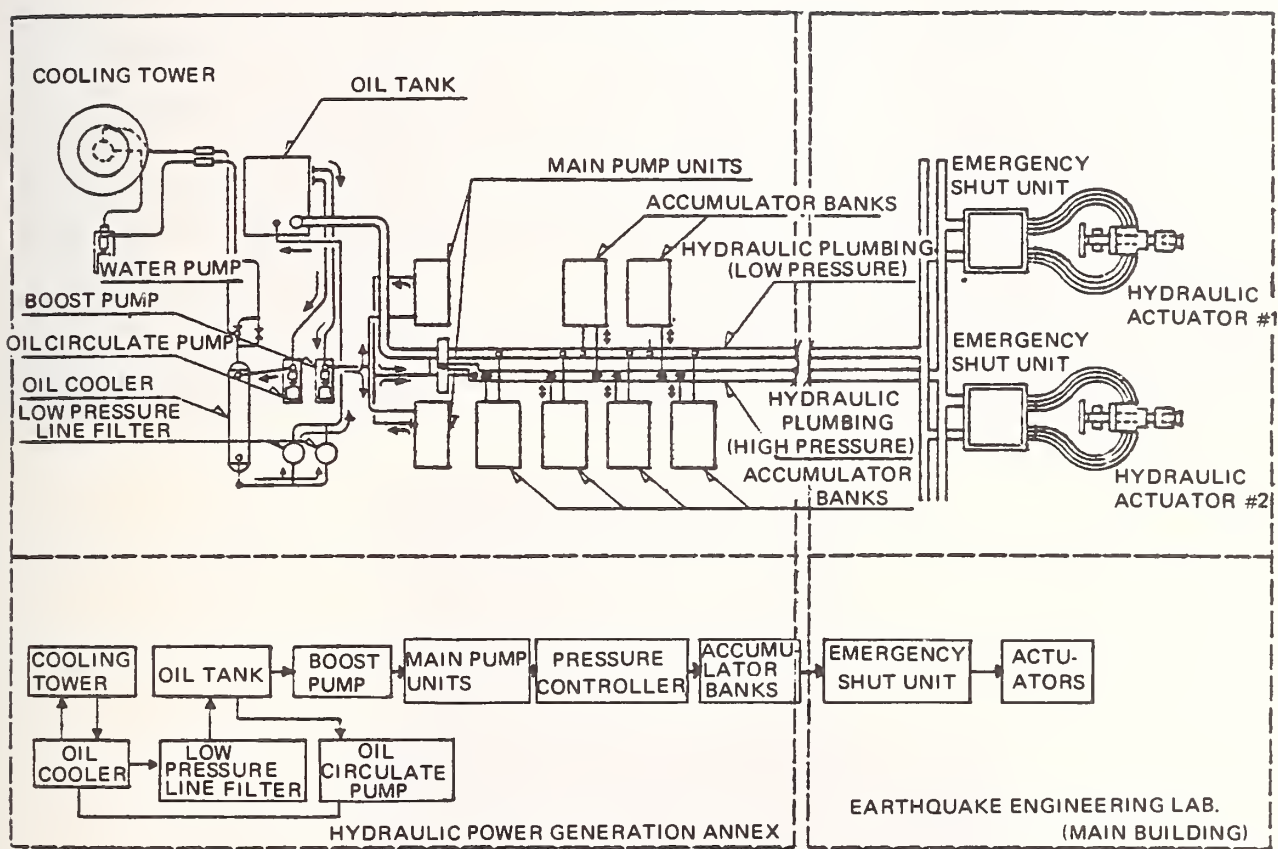 COOLING TOWER
OIL TANK
MAIN PUMP UNITS
ACCUMULATOR BANKS
HYDRAULIC PLUMBING
(LOW PRESSURE)
EMERGENCY
SHUT UNIT
WATER PUMP
BOOST PUMP
OIL CIRCULATE PUMP
OIL COOLER
LOW PRESSURE
LINE FILTER
HYDRAULIC
ACTUATOR #1
EMERGENCY
SHUT UNIT
HYDRAULIC
PLUMBING
(HIGH PRESSURE)
ACCUMULATOR
BANKS
HYDRAULIC
ACTUATOR #2
COOLING
TOWER
OIL TANK
BOOST
PUMP
MAIN PUMP
UNITS
PRESSURE
CONTROLLER
ACCUMU-
LATOR
BANKS
EMERGENCY
SHUT UNIT
ACTU-
ATORS
OIL
COOLER
LOW
PRESSURE
LINE FILTER
OIL
CIRCULATE
PUMP
HYDRAULIC POWER GENERATION ANNEX
EARTHQUAKE ENGINEERING LAB.
(MAIN BUILDING)